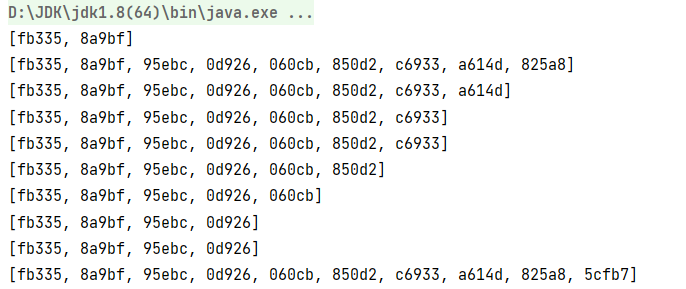 D:\JDK\jdk1.8(64)\bin\java.exe ...
[fb335, 8a9bf]
[fb335, 8a9bf, 95ebc, 0d926, 060cb, 850d2, c6933, a614d, 825a8]
[fb335, 8a9bf, 95ebc, 0d926, 060cb, 850d2, c6933, a614d]
[fb335, 8a9bf, 95ebc, 0d926, 060cb, 850d2, c6933]
[fb335, 8a9bf, 95ebc, 0d926, 060cb, 850d2, c6933]
[fb335, 8a9bf, 95ebc, 0d926, 060cb, 850d2]
[fb335, 8a9bf, 95ebc, 0d926, 060cb]
[fb335, 8a9bf, 95ebc, 0d926]
[fb335, 8a9bf, 95ebc, 0d926]
[fb335, 8a9bf, 95ebc, 0d926, 060cb, 850d2, c6933, a614d, 825a8, 5cfb7]